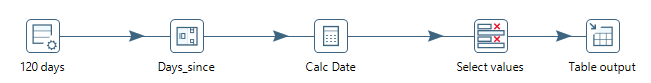 120 days
Days_since
Calc Date
Select values
Table output